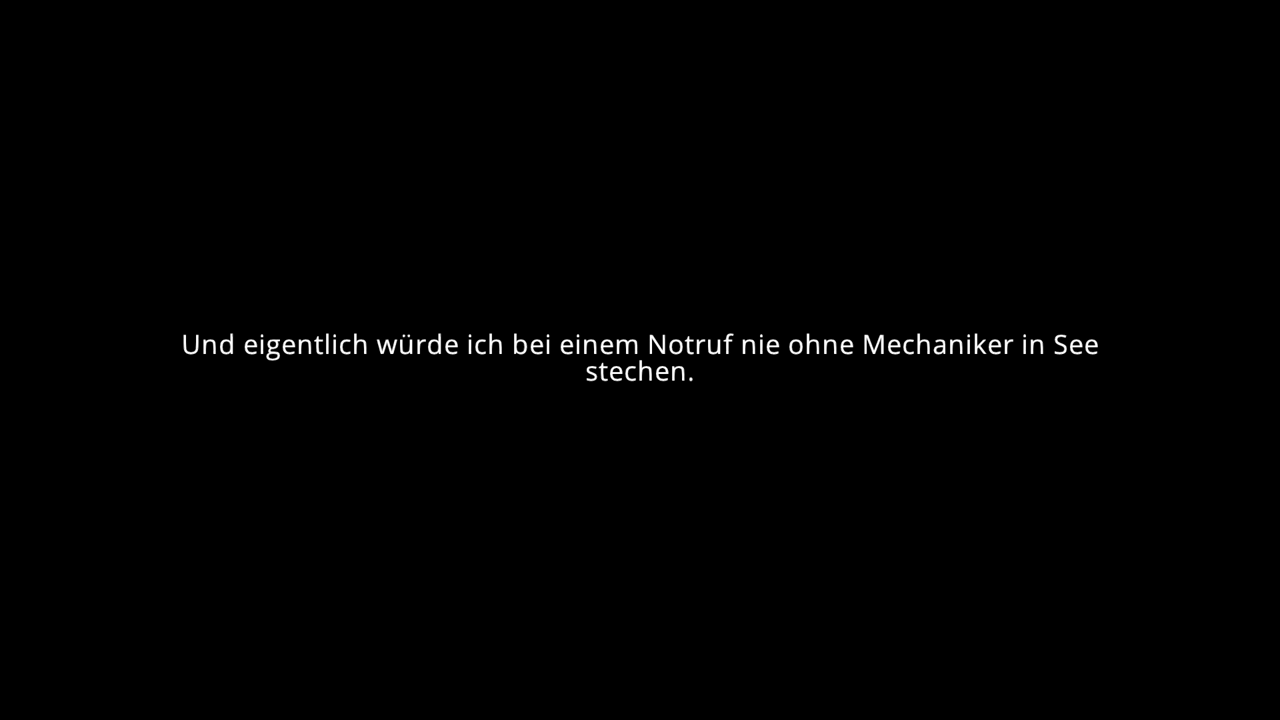 Und eigentlich würde ich bei einem Notruf nie ohne Mechaniker in See
stechen.